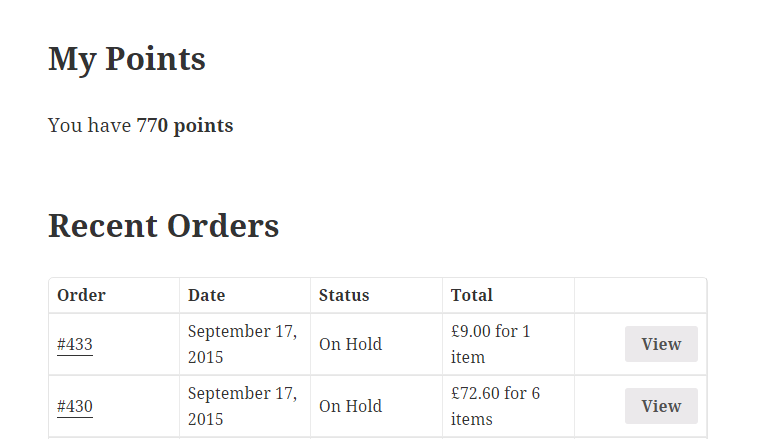 My Points
You have 770 points
Recent Orders
Order Date Status Total
#433 September 17, 2015 On Hold £9.00 for 1 item View
#430 September 17, 2015 On Hold £72.60 for 6 items View